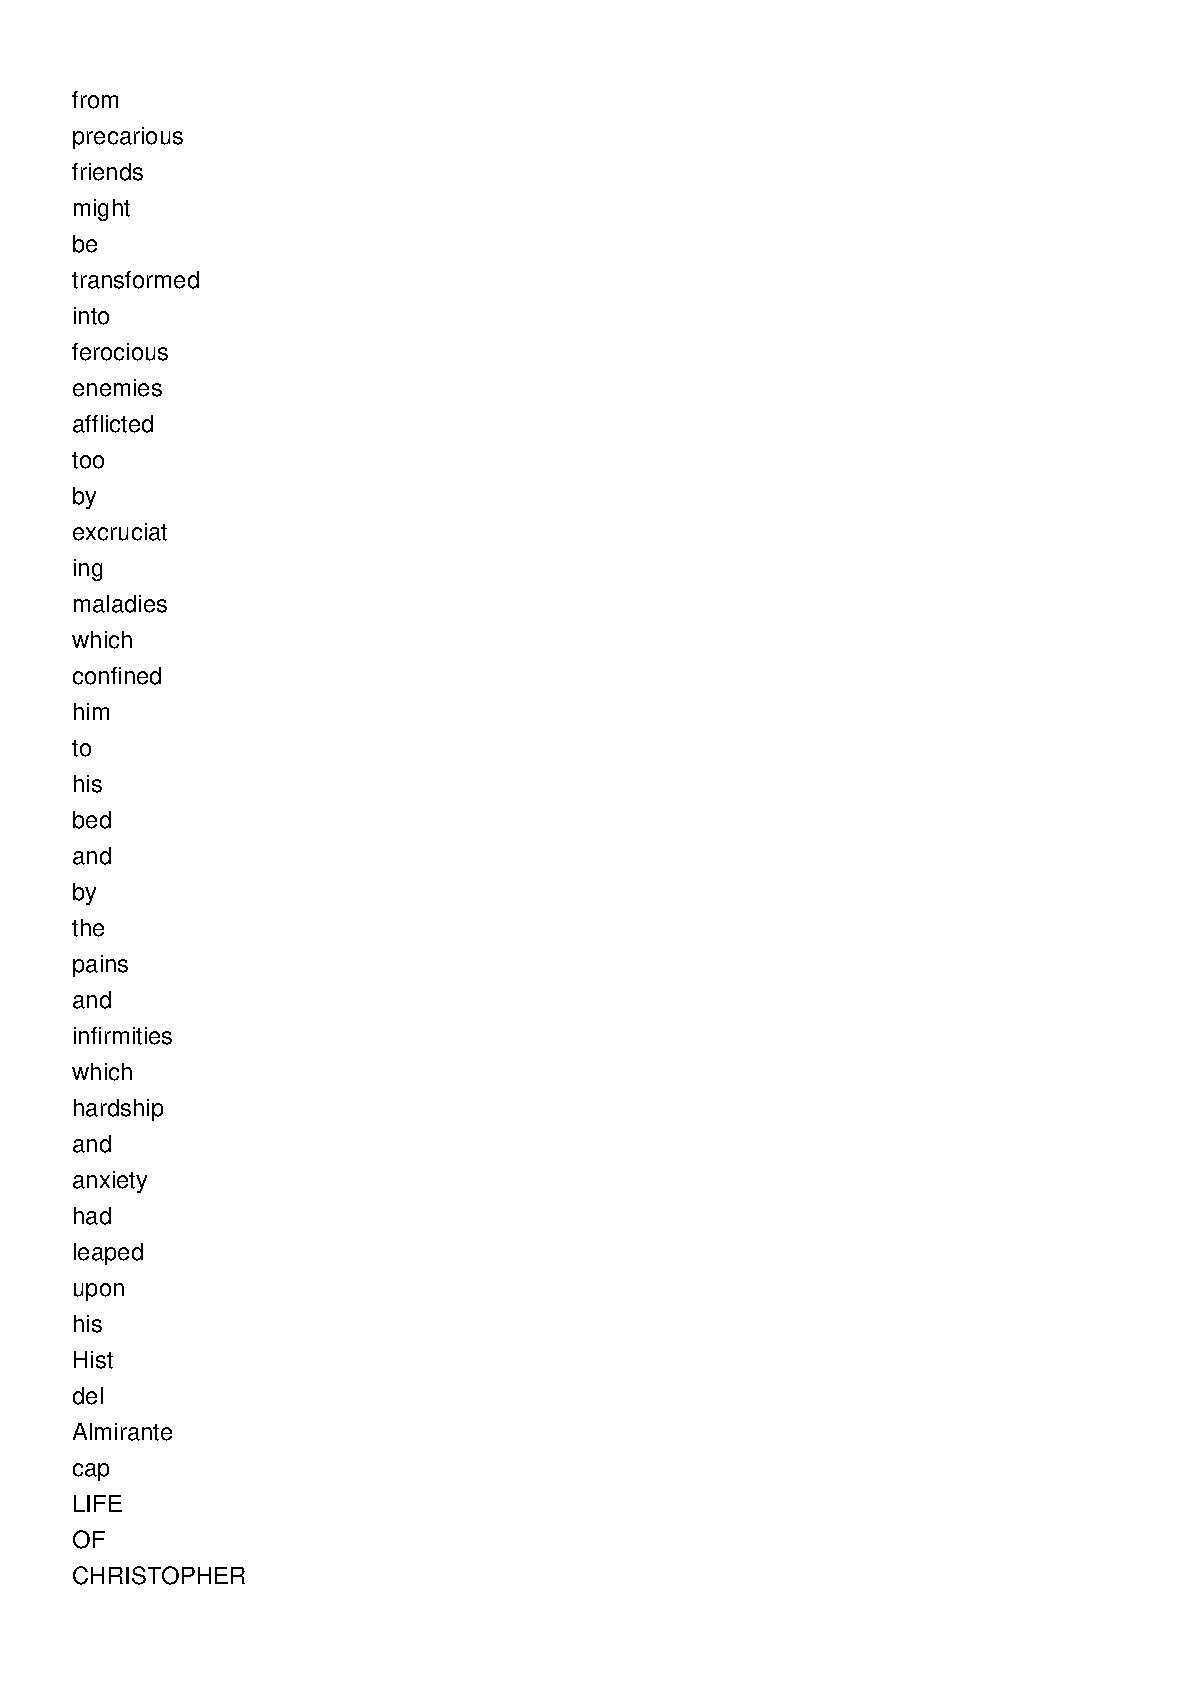 from
precarious
friends
might
be
transformed
into
ferocious
enemies
afflicted
too
by
excruciat
ing
maladies
which
confined
him
to
his
bed
and
by
the
pains
and
infirmities
which
hardship
and
anxiety
had
leaped
upon
his
Hist
del
Almirante
cap
LIFE
OF
CHRISTOPHER